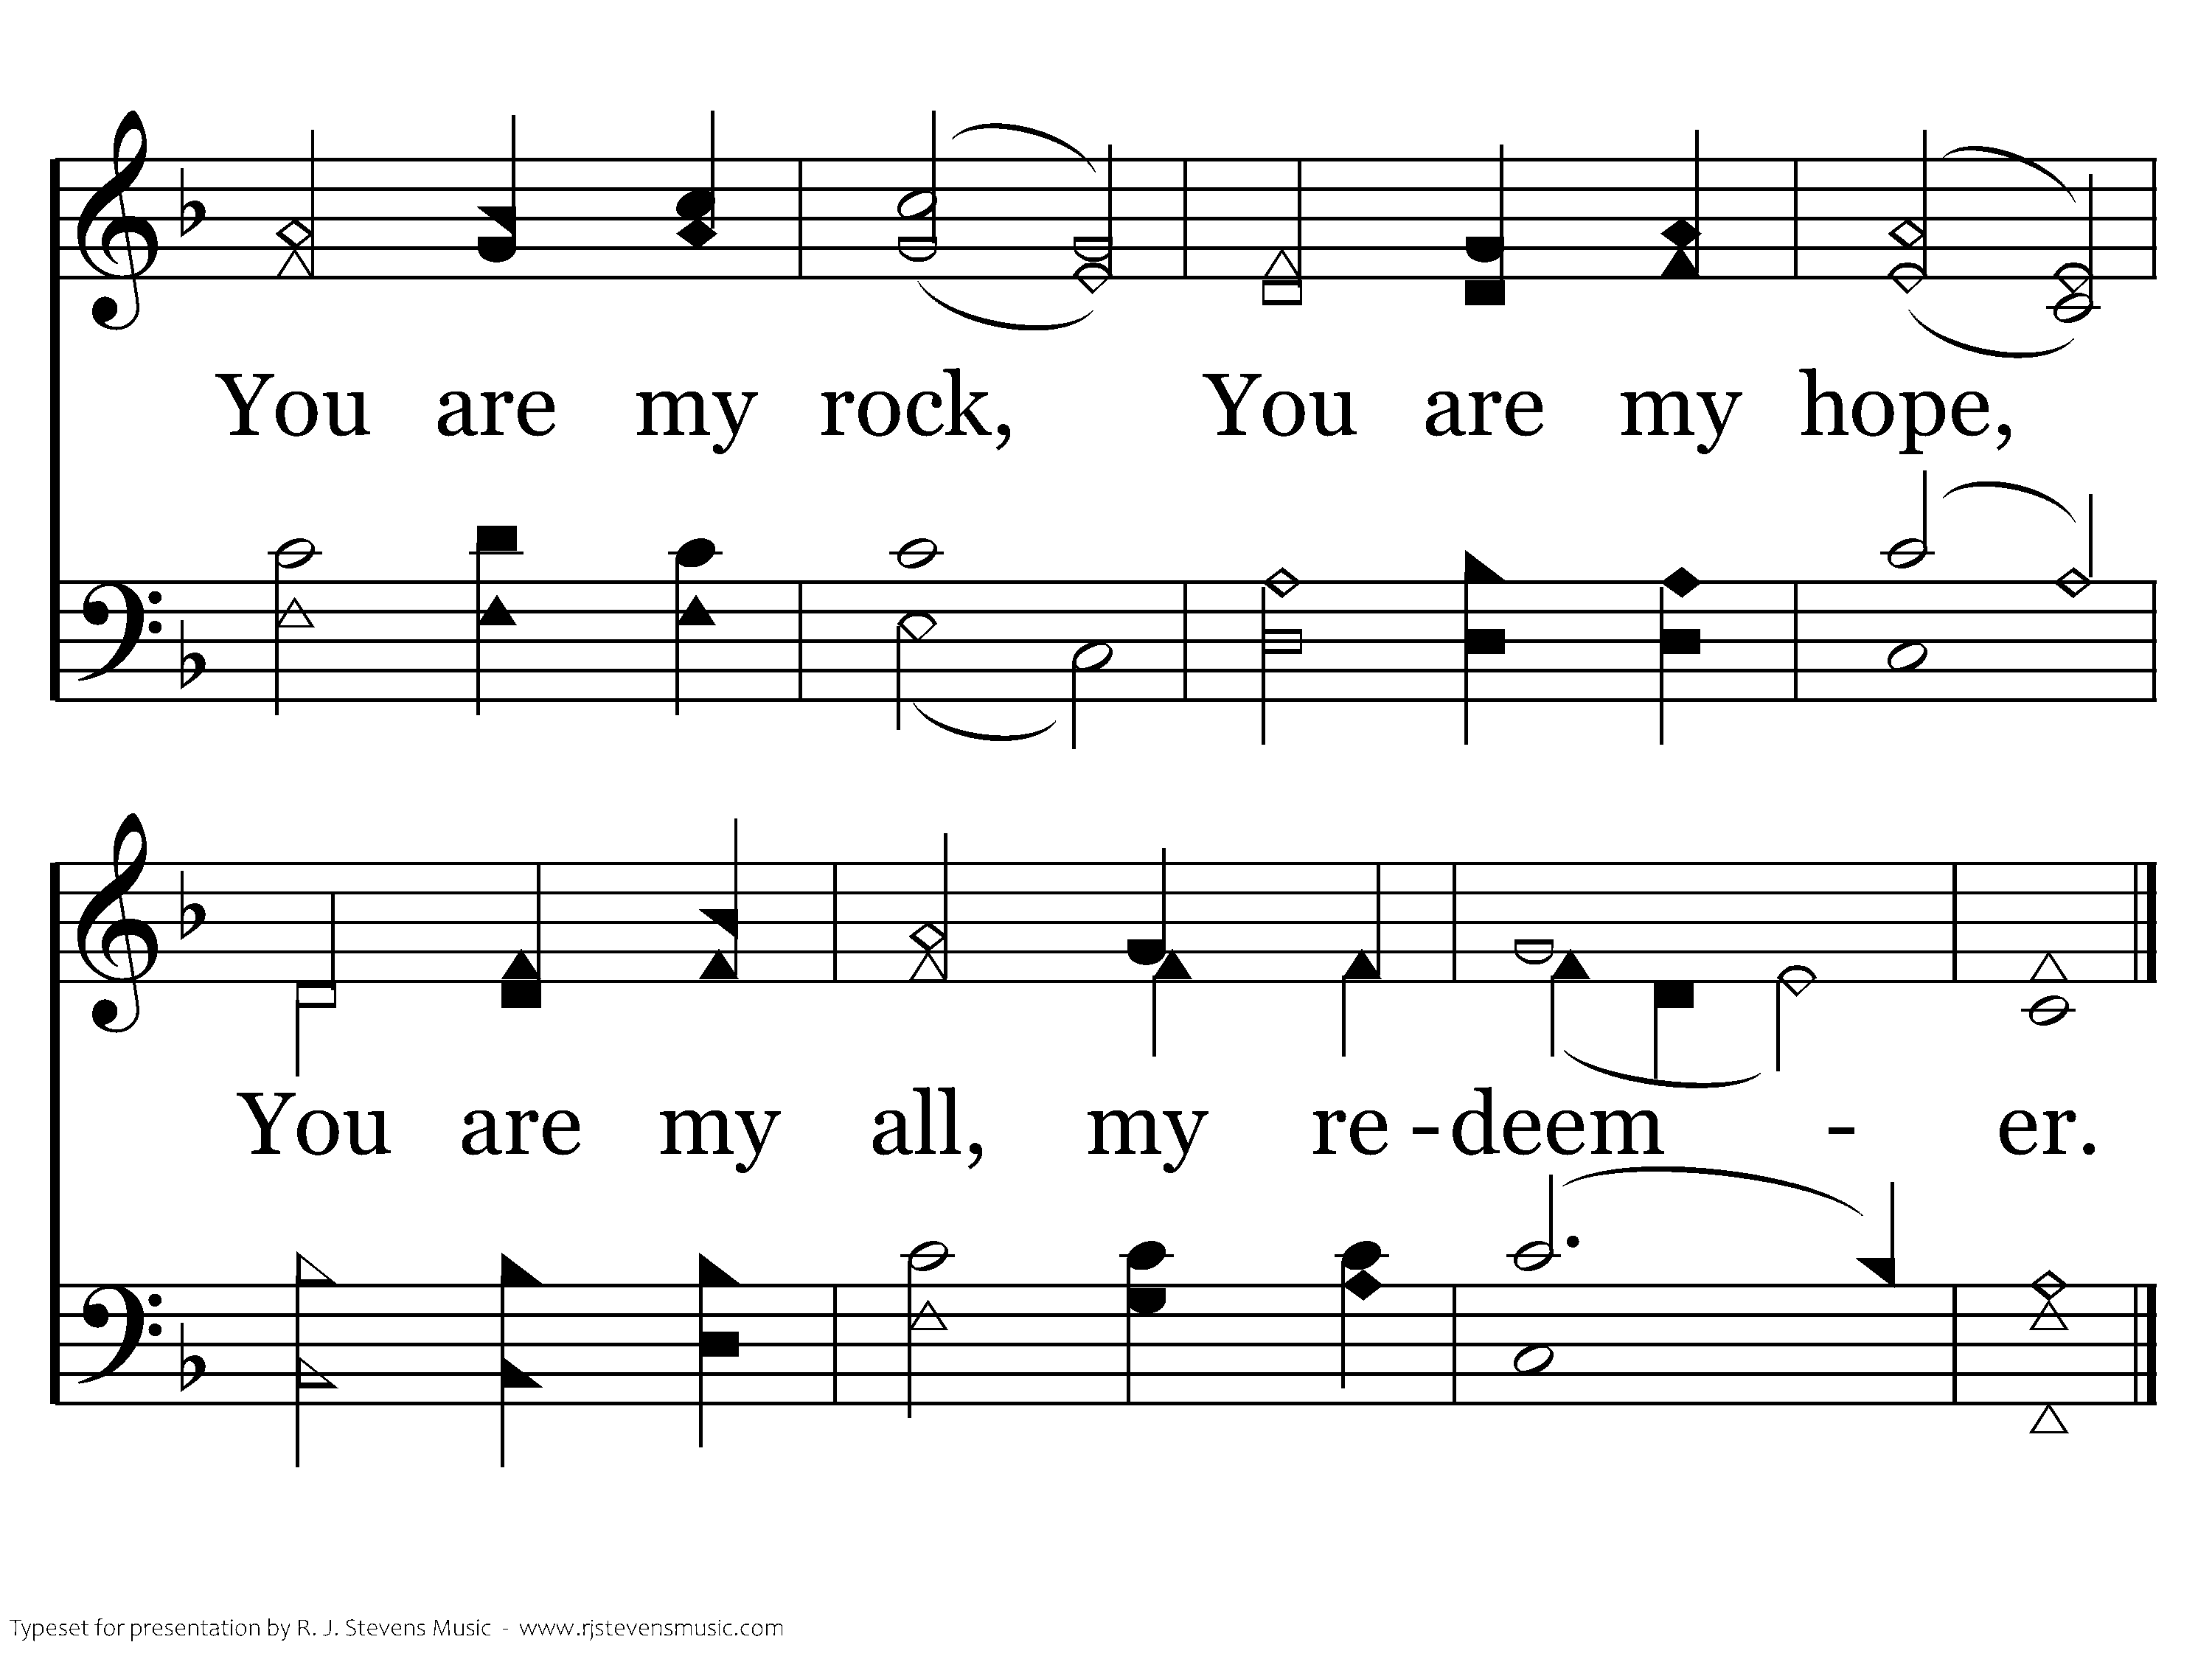 You are my rock, You are my hope,
You are my all, my re - deem - er.
Typeset for presentation by R. J. Stevens Music - www.rjstevensmusic.com